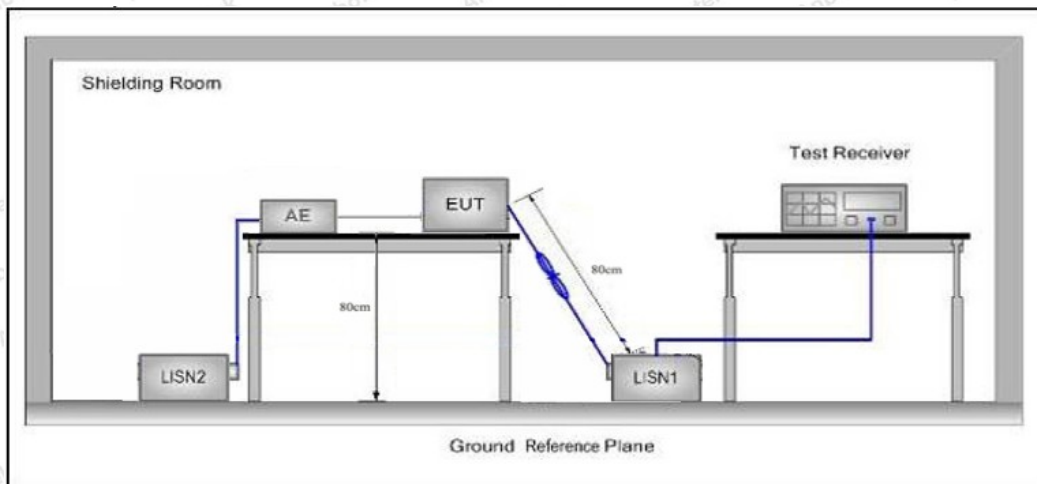 Shielding Room
Test Receiver
AE
EUT
80cm
80cm
LISN2
LISN1
Ground Reference Plane